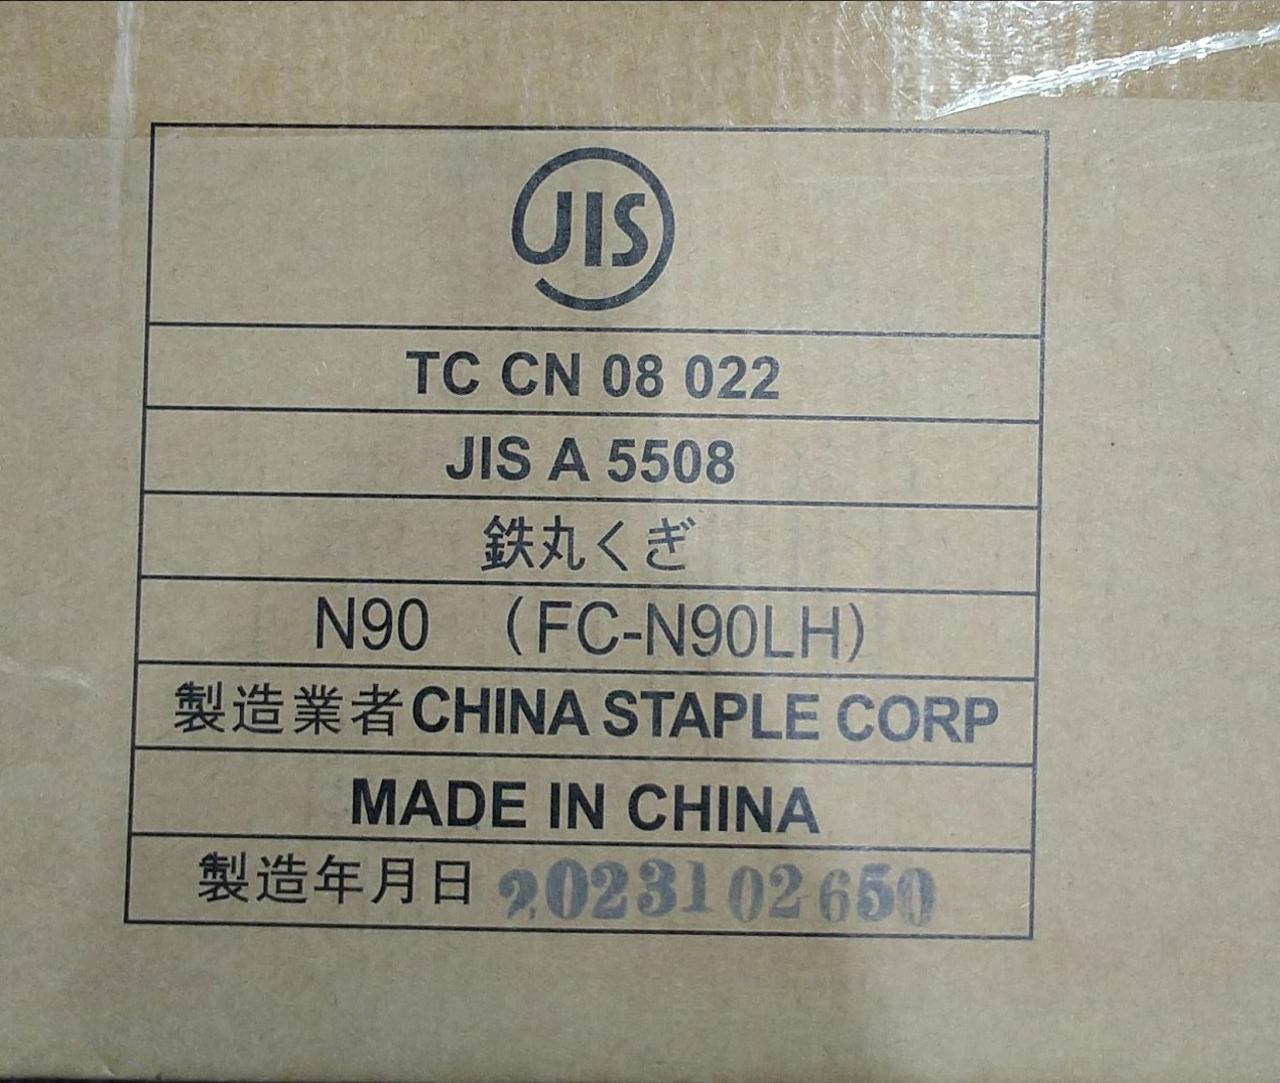 JIS
TC CN 08 022
JIS A 5508
鉄丸くぎ
N90 （FC-N90LH）
製造業者CHINA STAPLE CORP
MADE IN CHINA
製造年月日 2023102650